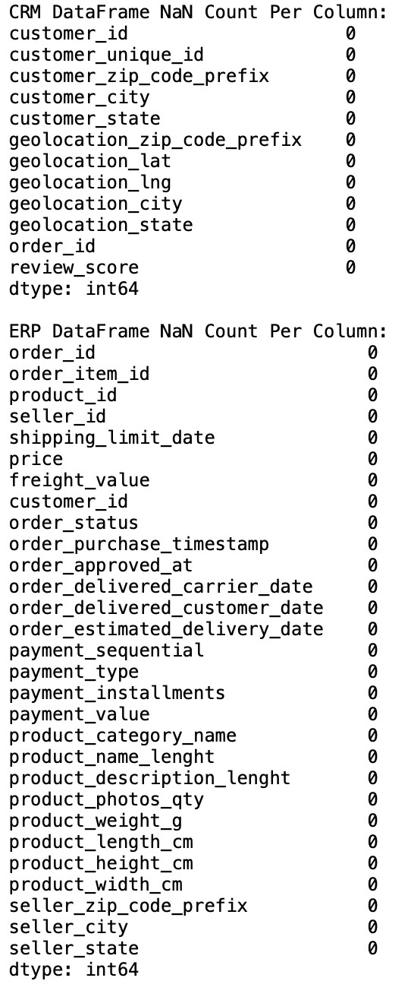 CRM DataFrame NaN Count Per Column:
customer_id 0
customer_unique_id 0
customer_zip_code_prefix 0
customer_city 0
customer_state 0
geolocation_zip_code_prefix 0
geolocation_lat 0
geolocation_lng 0
geolocation_city 0
geolocation_state 0
order_id 0
review_score 0
dtype: int64

ERP DataFrame NaN Count Per Column:
order_id 0
order_item_id 0
product_id 0
seller_id 0
shipping_limit_date 0
price 0
freight_value 0
customer_id 0
order_status 0
order_purchase_timestamp 0
order_approved_at 0
order_delivered_carrier_date 0
order_delivered_customer_date 0
order_estimated_delivery_date 0
payment_sequential 0
payment_type 0
payment_installments 0
payment_value 0
product_category_name 0
product_name_lenght 0
product_description_lenght 0
product_photos_qty 0
product_weight_g 0
product_length_cm 0
product_height_cm 0
product_width_cm 0
seller_zip_code_prefix 0
seller_city 0
seller_state 0
dtype: int64